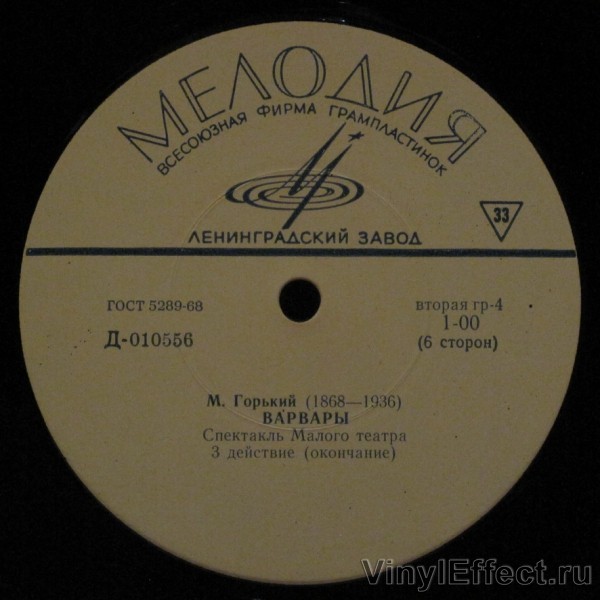 МЕЛОДИЯ
ВСЕСОЮЗНАЯ ФИРМА ГРАМПЛАСТИНОК
33
ЛЕНИНГРАДСКИЙ ЗАВОД
ГОСТ 5289-68
вторая гр-4
Д-010556
1-00
(6 сторон)
М. Горький (1868—1936)
ВАРВАРЫ
Спектакль Малого театра
3 действие (окончание)
VinylEffect.ru